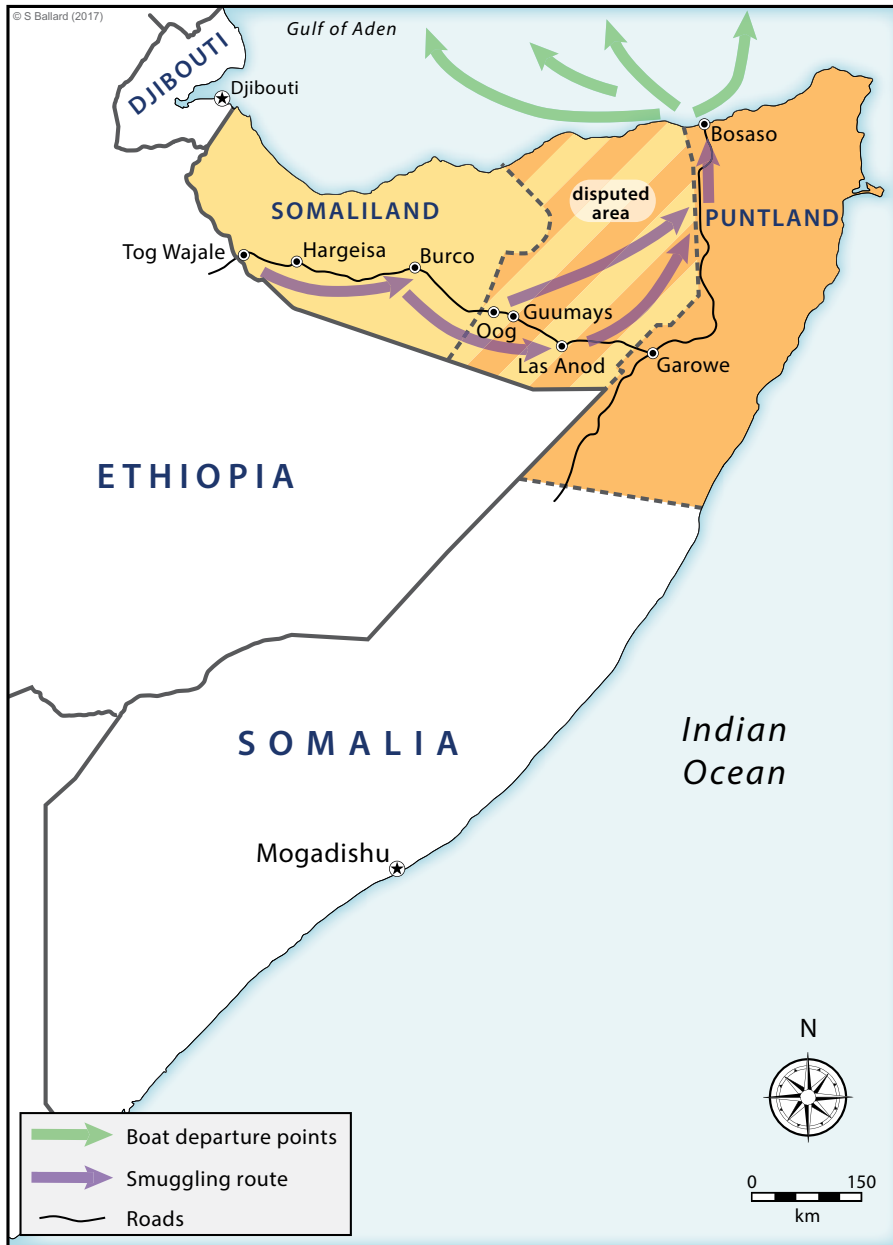 © S Ballard (2017)
Gulf of Aden
DJIBOUTI
Djibouti
Bosaso
disputed
area
SOMALILAND
PUNTLAND
Tog Wajale
Hargeisa
Burco
Guumays
Oog
Las Anod
Garowe
ETHIOPIA
SOMALIA
Indian
Ocean
Mogadishu
N
Boat departure points
Smuggling route
Roads
0 150
km